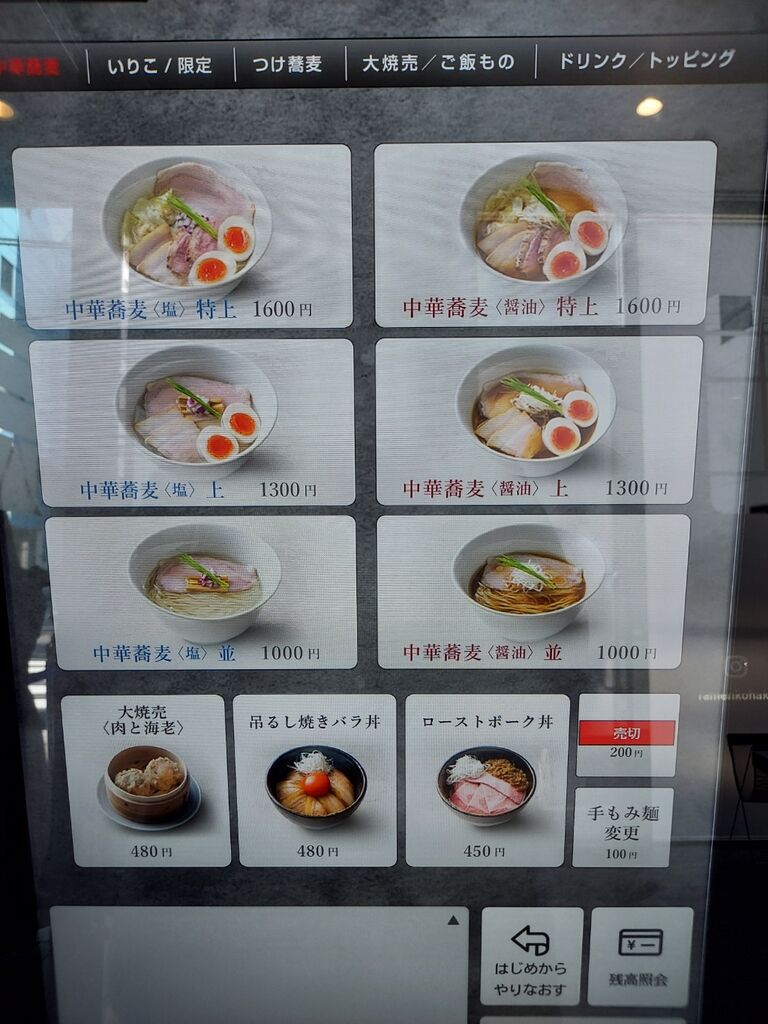 中華蕎麦
いりこ / 限定
つけ蕎麦
大焼売／ご飯もの
ドリンク／トッピング
中華蕎麦〈塩〉特上 1600円
中華蕎麦〈醤油〉特上 1600円
中華蕎麦〈塩〉上 1300円
中華蕎麦〈醤油〉上 1300円
中華蕎麦〈塩〉並 1000円
中華蕎麦〈醤油〉並 1000円
大焼売
〈肉と海老〉
480円
吊るし焼きバラ丼
480円
ローストポーク丼
450円
売切
200円
手もみ麺
変更
100円
はじめから
やりなおす
残高照会